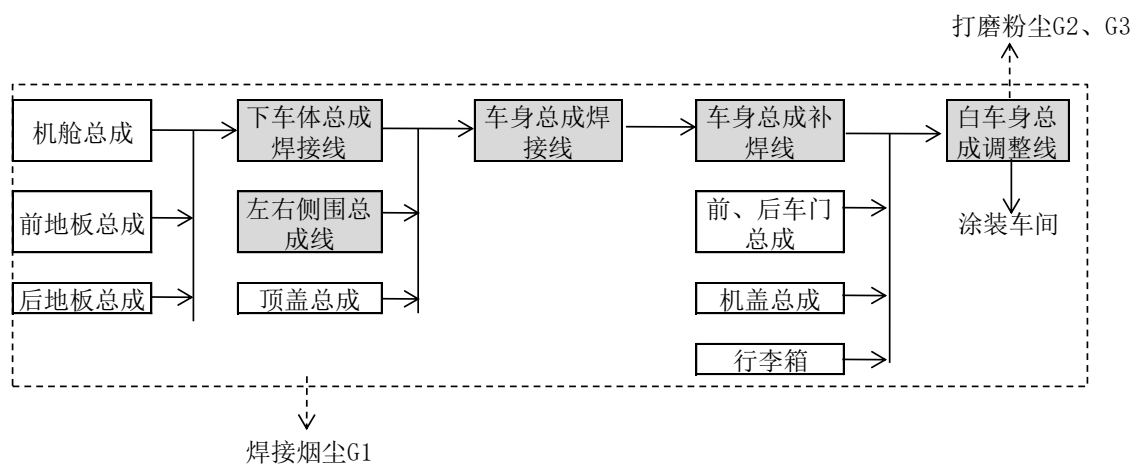 打磨粉尘G2、G3
机舱总成
下车体总成
焊接线
车身总成焊
接线
车身总成补
焊线
白车身总
成调整线
前地板总成
左右侧围总
成线
前、后车门
总成
涂装车间
后地板总成
顶盖总成
机盖总成
行李箱
焊接烟尘G1